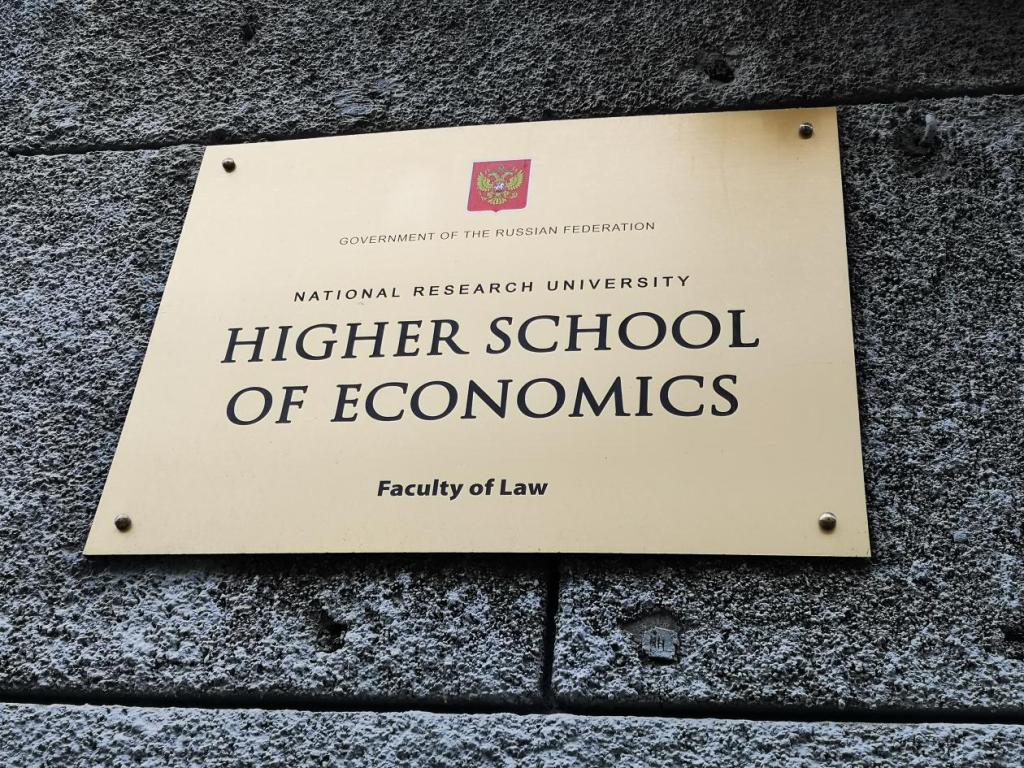 GOVERNMENT OF THE RUSSIAN FEDERATION
NATIONAL RESEARCH UNIVERSITY
HIGHER SCHOOL
OF ECONOMICS
Faculty of Law